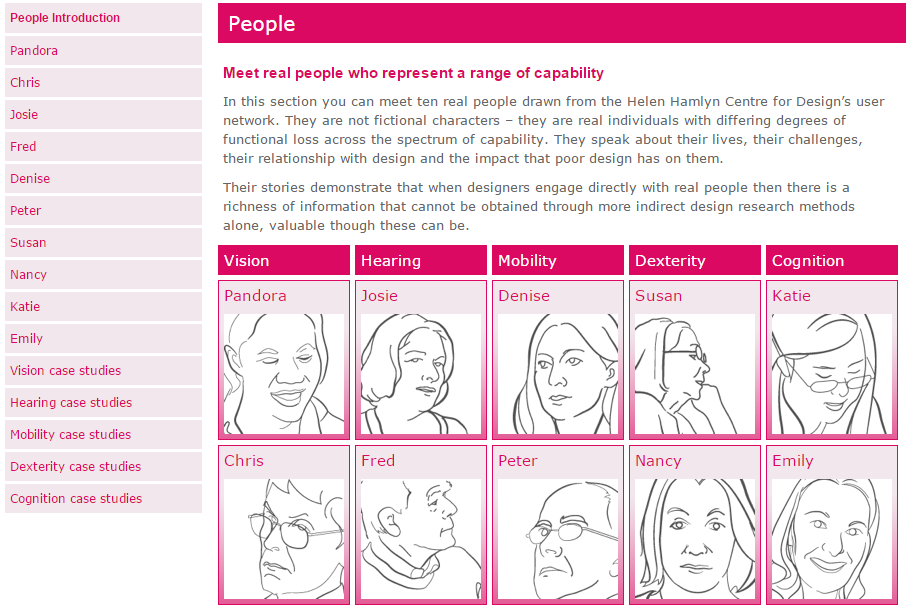 People Introduction
Pandora
Chris
Josie
Fred
Denise
Peter
Susan
Nancy
Katie
Emily
Vision case studies
Hearing case studies
Mobility case studies
Dexterity case studies
Cognition case studies
People
Meet real people who represent a range of capability
In this section you can meet ten real people drawn from the Helen Hamlyn Centre for Design’s user
network. They are not fictional characters – they are real individuals with differing degrees of
functional loss across the spectrum of capability. They speak about their lives, their challenges,
their relationship with design and the impact that poor design has on them.
Their stories demonstrate that when designers engage directly with real people then there is a
richness of information that cannot be obtained through more indirect design research methods
alone, valuable though these can be.
Vision Hearing Mobility Dexterity Cognition
Pandora Josie Denise Susan Katie
Chris Fred Peter Nancy Emily